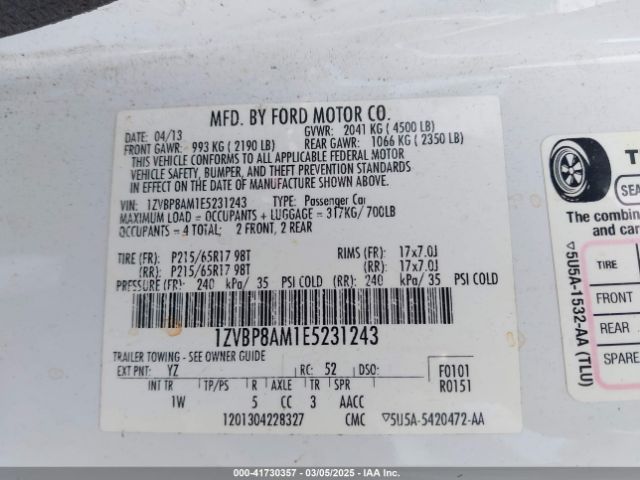 MFD. BY FORD MOTOR CO.
DATE: 04/13 GVWR: 2041 KG ( 4500 LB)
FRONT GAWR: 993 KG ( 2190 LB) REAR GAWR: 1066 KG ( 2350 LB)
THIS VEHICLE CONFORMS TO ALL APPLICABLE FEDERAL MOTOR
VEHICLE SAFETY, BUMPER, AND THEFT PREVENTION STANDARDS
IN EFFECT ON THE DATE OF MANUFACTURE SHOWN ABOVE.
VIN: 1ZVBP8AM1E5231243 TYPE: Passenger Car
MAXIMUM LOAD = OCCUPANTS + LUGGAGE = 317KG/ 700LB
OCCUPANTS = 4 TOTAL; 2 FRONT, 2 REAR
TIRE (FR): P215/65R17 98T RIMS (FR): 17x7.0J
(RR): P215/65R17 98T (RR): 17x7.0J
PRESSURE (FR): 240 kPa/ 35 PSI COLD (RR): 240 kPa/ 35 PSI COLD
1ZVBP8AM1E5231243
TRAILER TOWING - SEE OWNER GUIDE
EXT PNT: YZ RC: 52 DSO: F0101
INT TR TP/PS R AXLE TR SPR R0151
1W 5 CC 3 AACC
1201304228327 CMC ▽5U5A-5420472-AA
The combin
SEA
TIRE
FRONT
REAR
SPARE
▽5U5A-1532-AA (TLU)
000-41730357 - 03/05/2025 - COPART, INC.